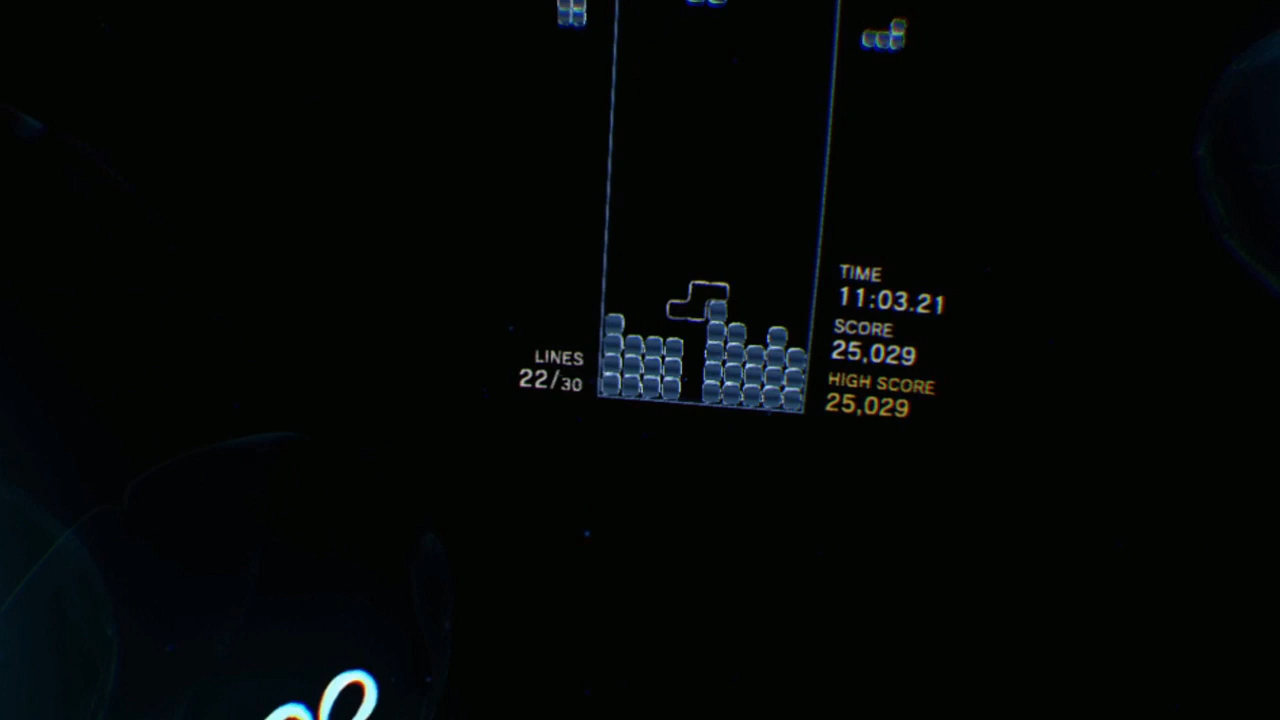 TIME
11:03.21
SCORE
25,029
LINES
22/30
HIGH SCORE
25,029